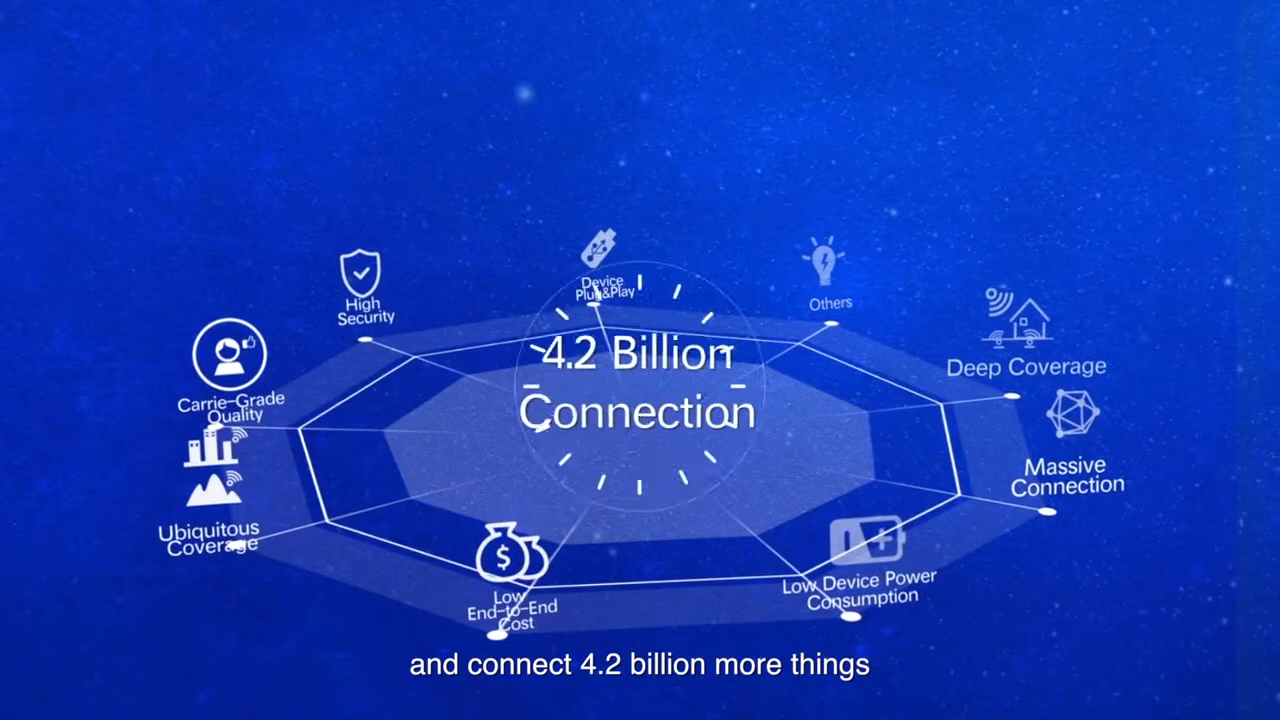 High
Security
Device
Plug&Play
Others
Carrie-Grade
Quality
4.2 Billion
Connection
Deep Coverage
Massive
Connection
Ubiquitous
Coverage
Low
End-to-End
Cost
Low Device Power
Consumption
and connect 4.2 billion more things